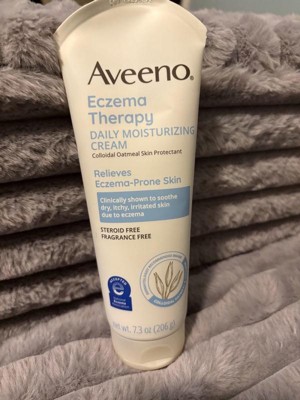 Aveeno
Eczema
Therapy
DAILY MOISTURIZING
CREAM
Colloidal Oatmeal Skin Protectant
Relieves
Eczema-Prone Skin
Clinically shown to soothe
dry, itchy, irritated skin
due to eczema
STEROID FREE
FRAGRANCE FREE
Net wt. 7.3 oz (206 g)